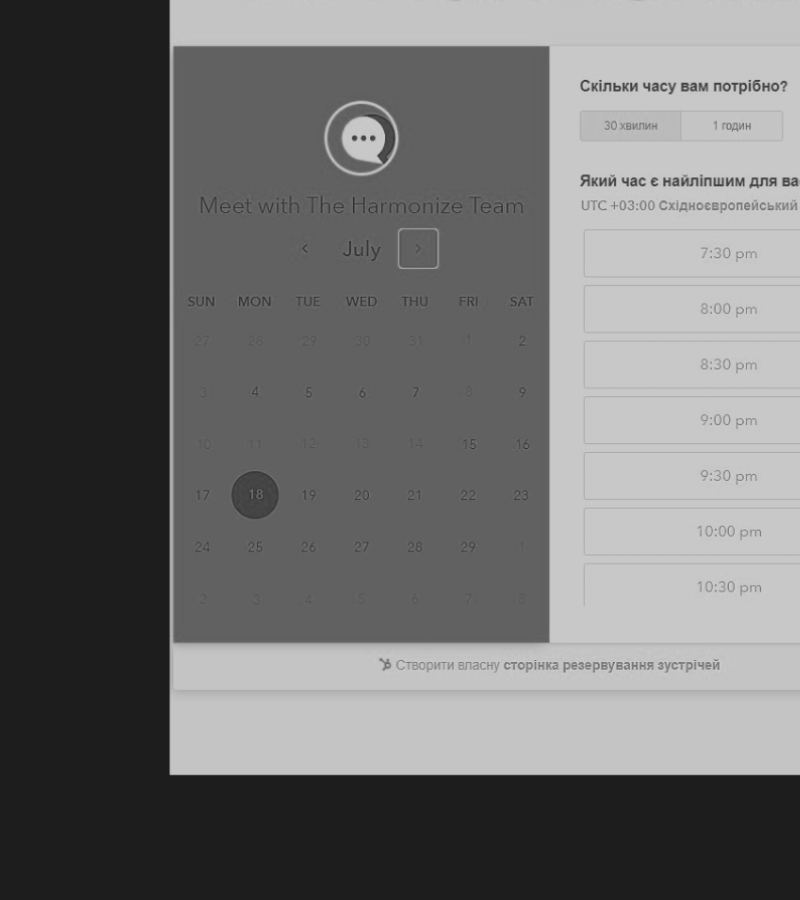 Meet with The Harmonize Team
July
SUN MON TUE WED THU FRI SAT
27 28 29 30 31 1 2
3 4 5 6 7 8 9
10 11 12 13 14 15 16
17 18 19 20 21 22 23
24 25 26 27 28 29 1
2 3 4 5 6 7 8
Скільки часу вам потрібно?
30 хвилин 1 годин
Який час є найліпшим для ва
UTC +03:00 Східноєвропейський
7:30 pm
8:00 pm
8:30 pm
9:00 pm
9:30 pm
10:00 pm
10:30 pm
Створити власну сторінка резервування зустрічей